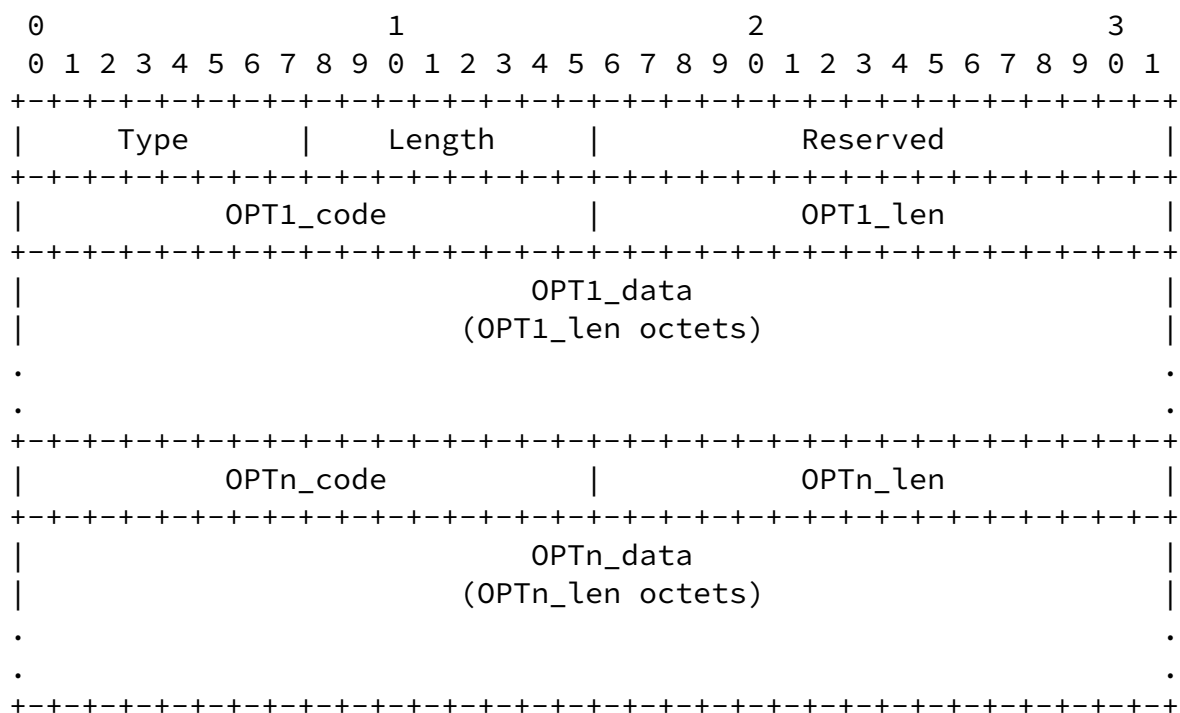 0                   1                   2                   3
 0 1 2 3 4 5 6 7 8 9 0 1 2 3 4 5 6 7 8 9 0 1 2 3 4 5 6 7 8 9 0 1
+-+-+-+-+-+-+-+-+-+-+-+-+-+-+-+-+-+-+-+-+-+-+-+-+-+-+-+-+-+-+-+-+
|     Type      |    Length     |           Reserved            |
+-+-+-+-+-+-+-+-+-+-+-+-+-+-+-+-+-+-+-+-+-+-+-+-+-+-+-+-+-+-+-+-+
|           OPT1_code           |           OPT1_len            |
+-+-+-+-+-+-+-+-+-+-+-+-+-+-+-+-+-+-+-+-+-+-+-+-+-+-+-+-+-+-+-+-+
|                            OPT1_data                          |
|                        (OPT1_len octets)                      |
.                                                               .
.                                                               .
+-+-+-+-+-+-+-+-+-+-+-+-+-+-+-+-+-+-+-+-+-+-+-+-+-+-+-+-+-+-+-+-+
|           OPTn_code           |           OPTn_len            |
+-+-+-+-+-+-+-+-+-+-+-+-+-+-+-+-+-+-+-+-+-+-+-+-+-+-+-+-+-+-+-+-+
|                            OPTn_data                          |
|                        (OPTn_len octets)                      |
.                                                               .
.                                                               .
+-+-+-+-+-+-+-+-+-+-+-+-+-+-+-+-+-+-+-+-+-+-+-+-+-+-+-+-+-+-+-+-+